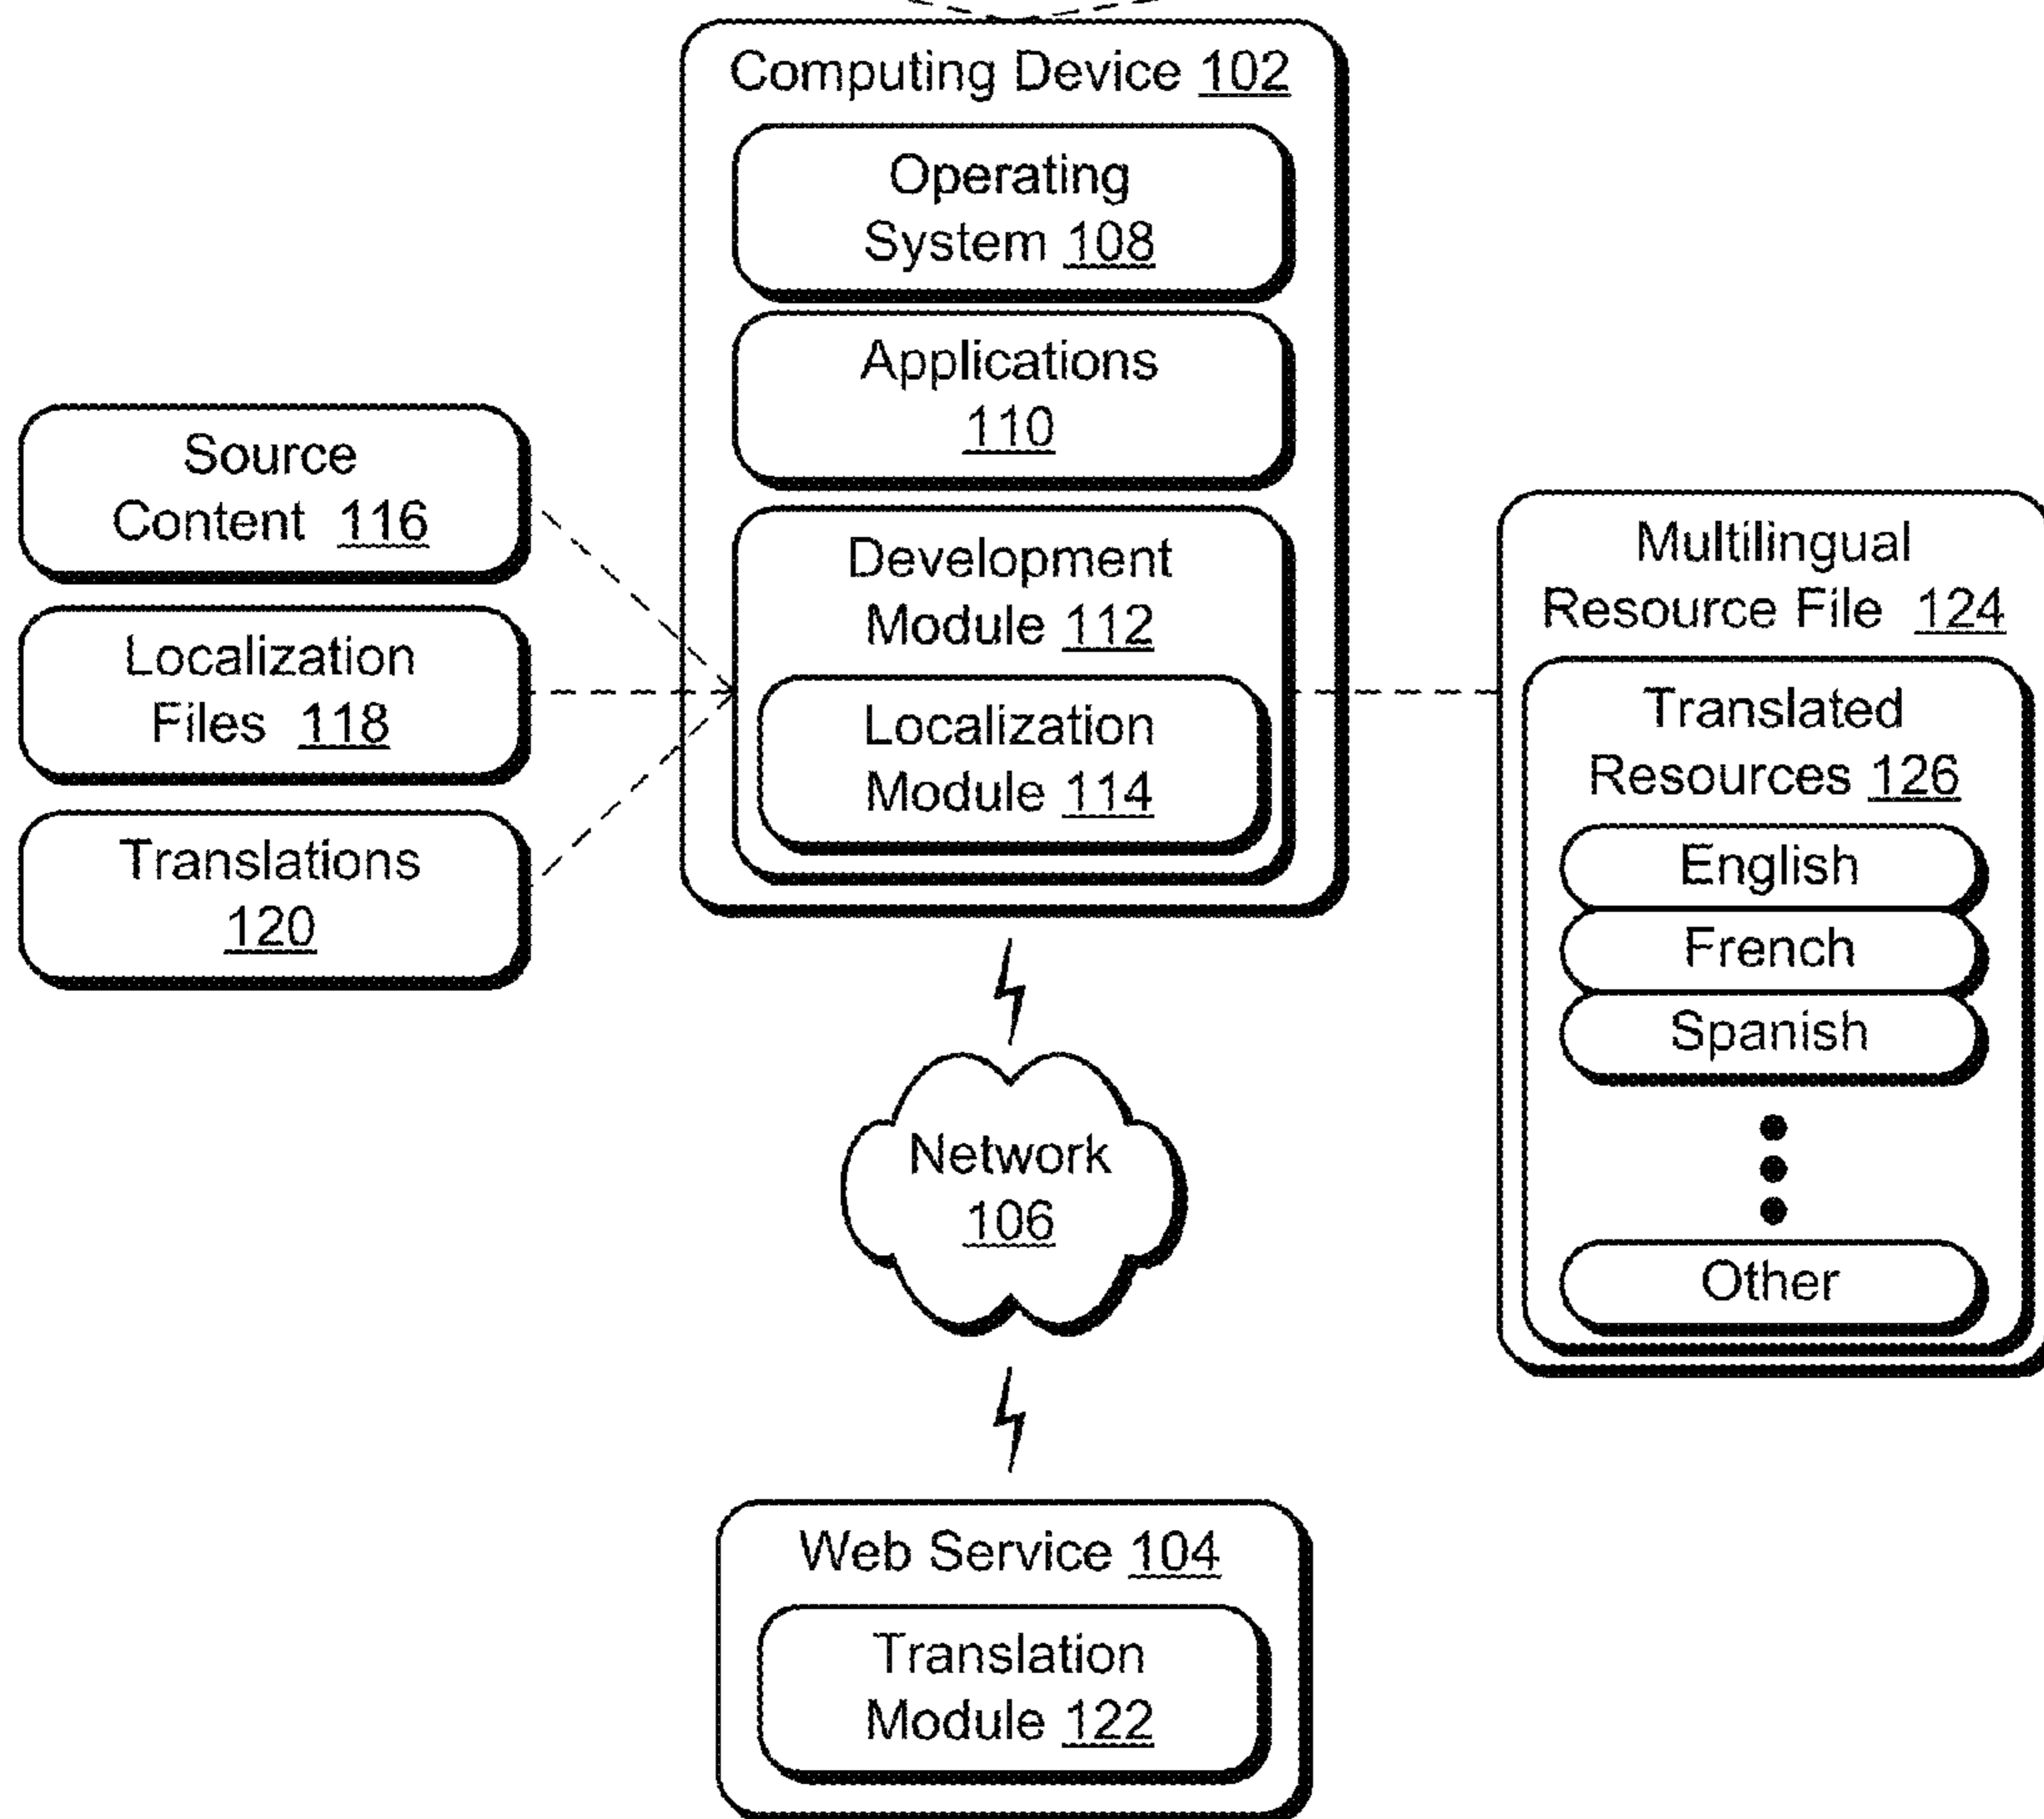 Computing Device 102
Operating
System 108
Applications
110
Development
Module 112
Localization
Module 114
Source
Content 116
Localization
Files 118
Translations
120
Multilingual
Resource File 124
Translated
Resources 126
English
French
Spanish
Other
Network
106
Web Service 104
Translation
Module 122